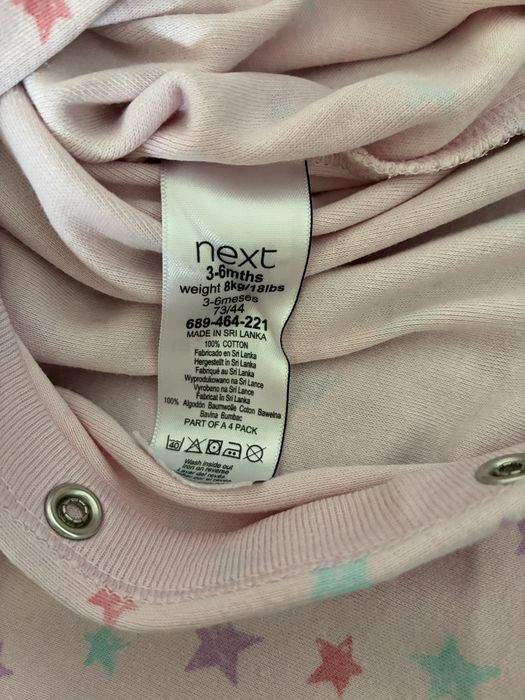 next
3-6mths
weight 8kg/18lbs
3-6meses
73/44
689-464-221
MADE IN SRI LANKA
100% COTTON
Fabricado en Sri Lanka
Hergestellt in Sri Lanka
Fabriqué au Sri Lanka
Wyprodukowano na Sri Lance
Vyrobeno na Sri Lance
Fabricat în Sri Lanka
100% Algodón Baumwolle Coton Bawełna
Bavlna Bumbac
PART OF A 4 PACK
40
Wash inside out
Iron on reverse